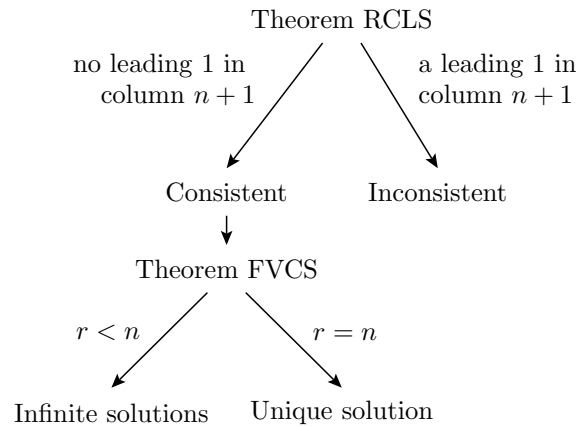 Theorem RCLS
no leading 1 in
column n + 1
a leading 1 in
column n + 1
Consistent
Inconsistent
Theorem FVCS
r < n
r = n
Infinite solutions
Unique solution